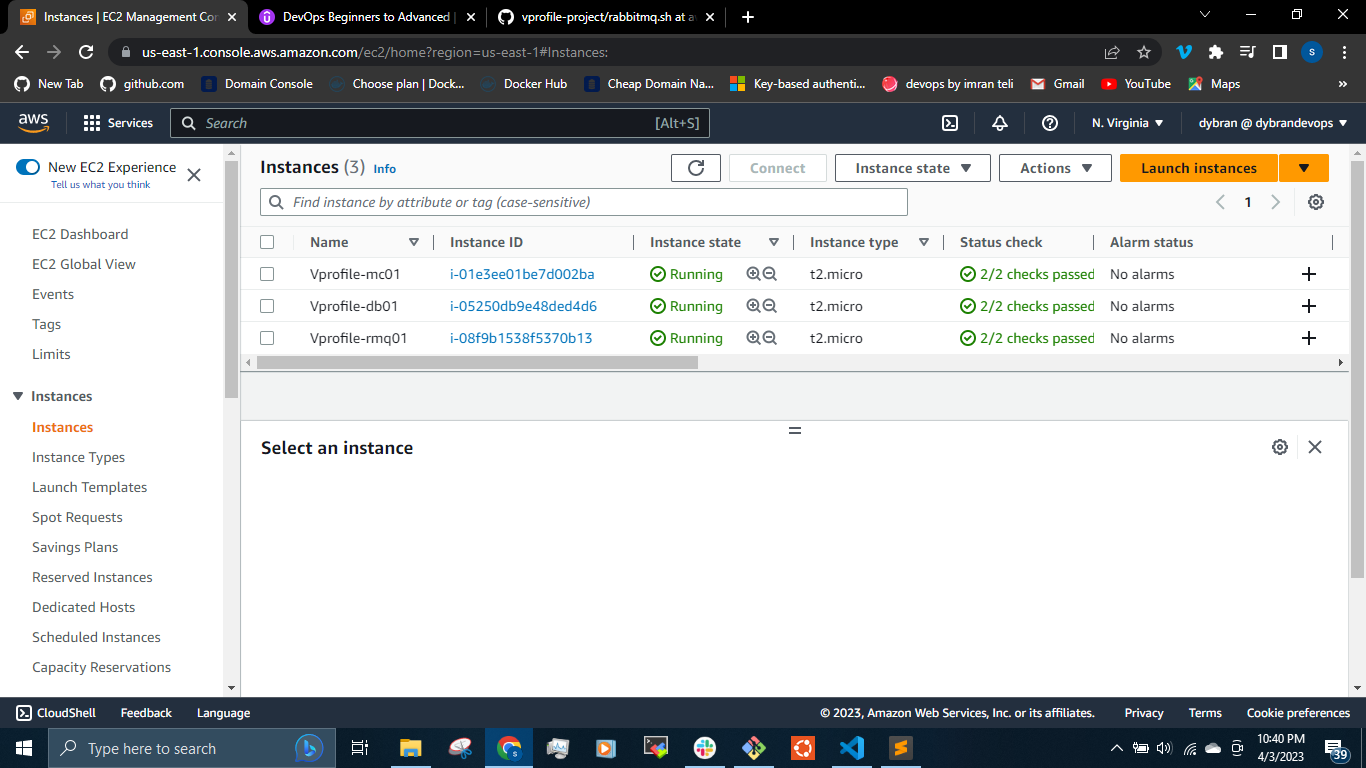 Instances | EC2 Management Con
DevOps Beginners to Advanced |
vprofile-project/rabbitmq.sh at aw
us-east-1.console.aws.amazon.com/ec2/home?region=us-east-1#Instances:
S
New Tab
github.com
Domain Console
Choose plan | Dock...
Docker Hub
Cheap Domain Na...
Key-based authenti...
devops by imran teli
Gmail
YouTube
Maps
»
aws
Services
Search
[Alt+S]
N. Virginia
dybran @ dybrandevops
New EC2 Experience
Tell us what you think
EC2 Dashboard
EC2 Global View
Events
Tags
Limits
Instances
Instances
Instance Types
Launch Templates
Spot Requests
Savings Plans
Reserved Instances
Dedicated Hosts
Scheduled Instances
Capacity Reservations
Instances (3) Info
Connect
Instance state
Actions
Launch instances
Find instance by attribute or tag (case-sensitive)
1
Name Instance ID Instance state Instance type Status check Alarm status
Vprofile-mc01 i-01e3ee01be7d002ba Running t2.micro 2/2 checks passed No alarms
Vprofile-db01 i-05250db9e48ded4d6 Running t2.micro 2/2 checks passed No alarms
Vprofile-rmq01 i-08f9b1538f5370b13 Running t2.micro 2/2 checks passed No alarms
Select an instance
CloudShell
Feedback
Language
© 2023, Amazon Web Services, Inc. or its affiliates.
Privacy
Terms
Cookie preferences
Type here to search
10:40 PM
4/3/2023
39